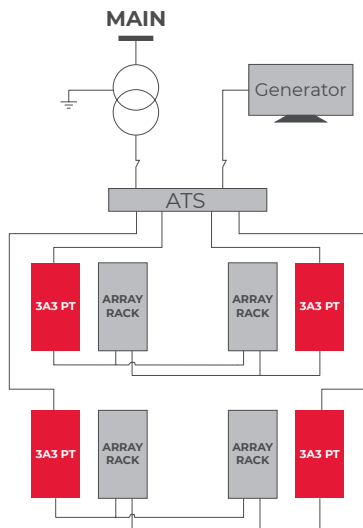 MAIN
Generator
ATS
3A3 PT
ARRAY
RACK
ARRAY
RACK
3A3 PT
3A3 PT
ARRAY
RACK
ARRAY
RACK
3A3 PT